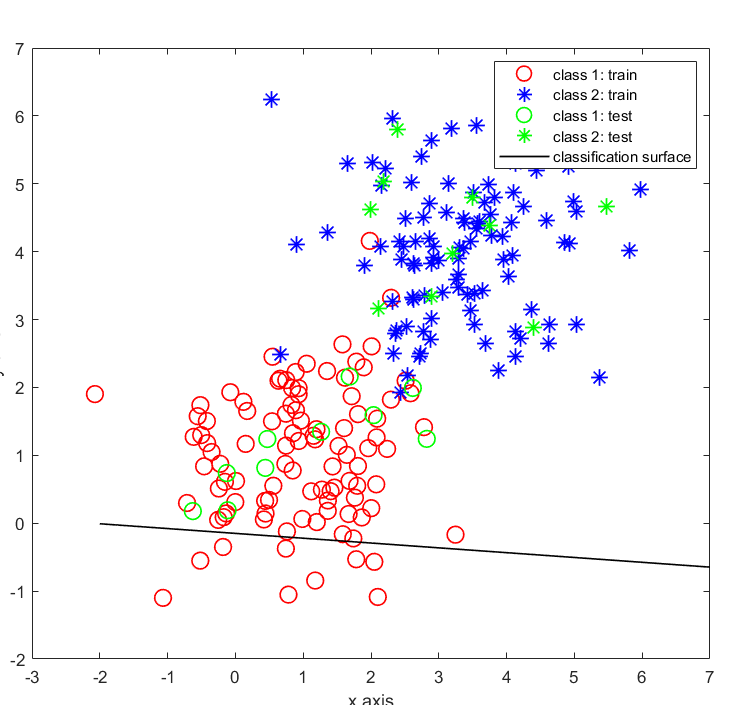 7
6
5
4
3
2
1
0
-1
-2
-3 -2 -1 0 1 2 3 4 5 6 7
x axis
class 1: train
class 2: train
class 1: test
class 2: test
classification surface